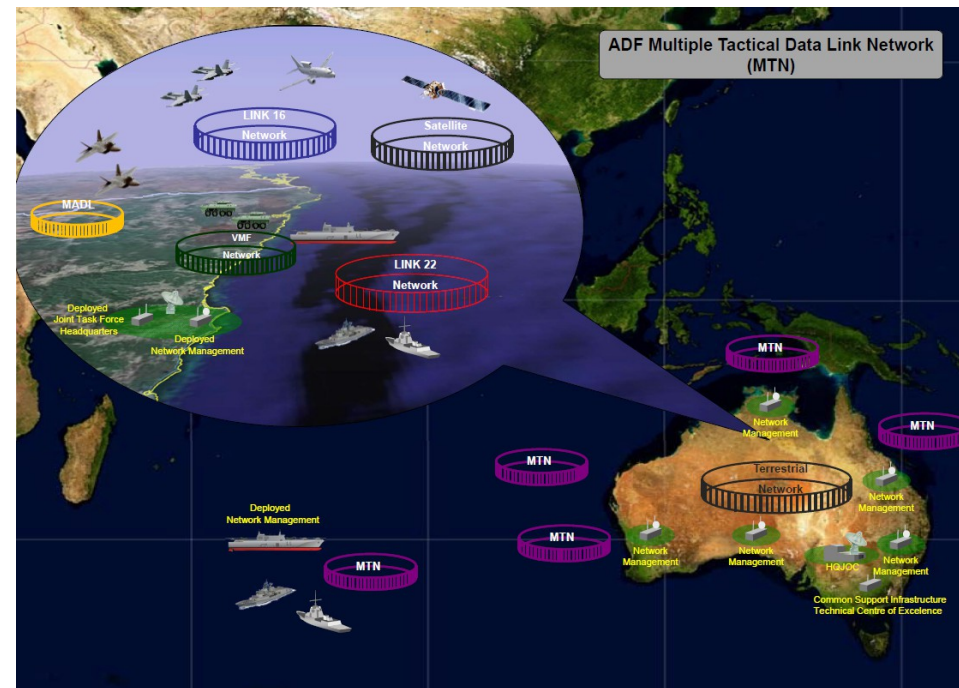 ADF Multiple Tactical Data Link Network
(MTN)
LINK 16
Network
Satellite
Network
MADL
VMF
Network
LINK 22
Network
Deployed
Joint Task Force
Headquarters
Deployed
Network Management
MTN
Network
Management
MTN
MTN
Terrestrial
Network
Network
Management
Deployed
Network Management
MTN
MTN
Network
Management
Network
Management
HQJOC
Network
Management
Common Support Infrastructure
Technical Centre of Excelence